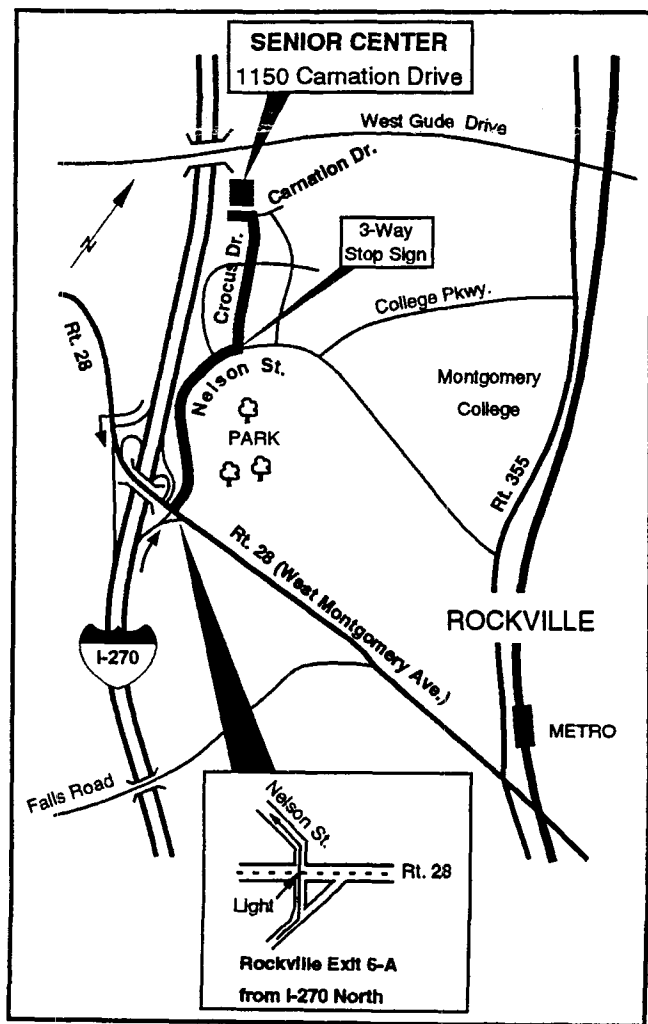 SENIOR CENTER
1150 Carnation Drive
West Gude Drive
Carnation Dr.
N
3-Way
Stop Sign
Crocus Dr.
College Pkwy.
Rt. 28
Nelson St.
Montgomery
College
PARK
Rt. 355
Rt. 28 (West Montgomery Ave.)
ROCKVILLE
I-270
METRO
Falls Road
Nelson St.
Rt. 28
Light
Rockville Exit 6-A
from I-270 North